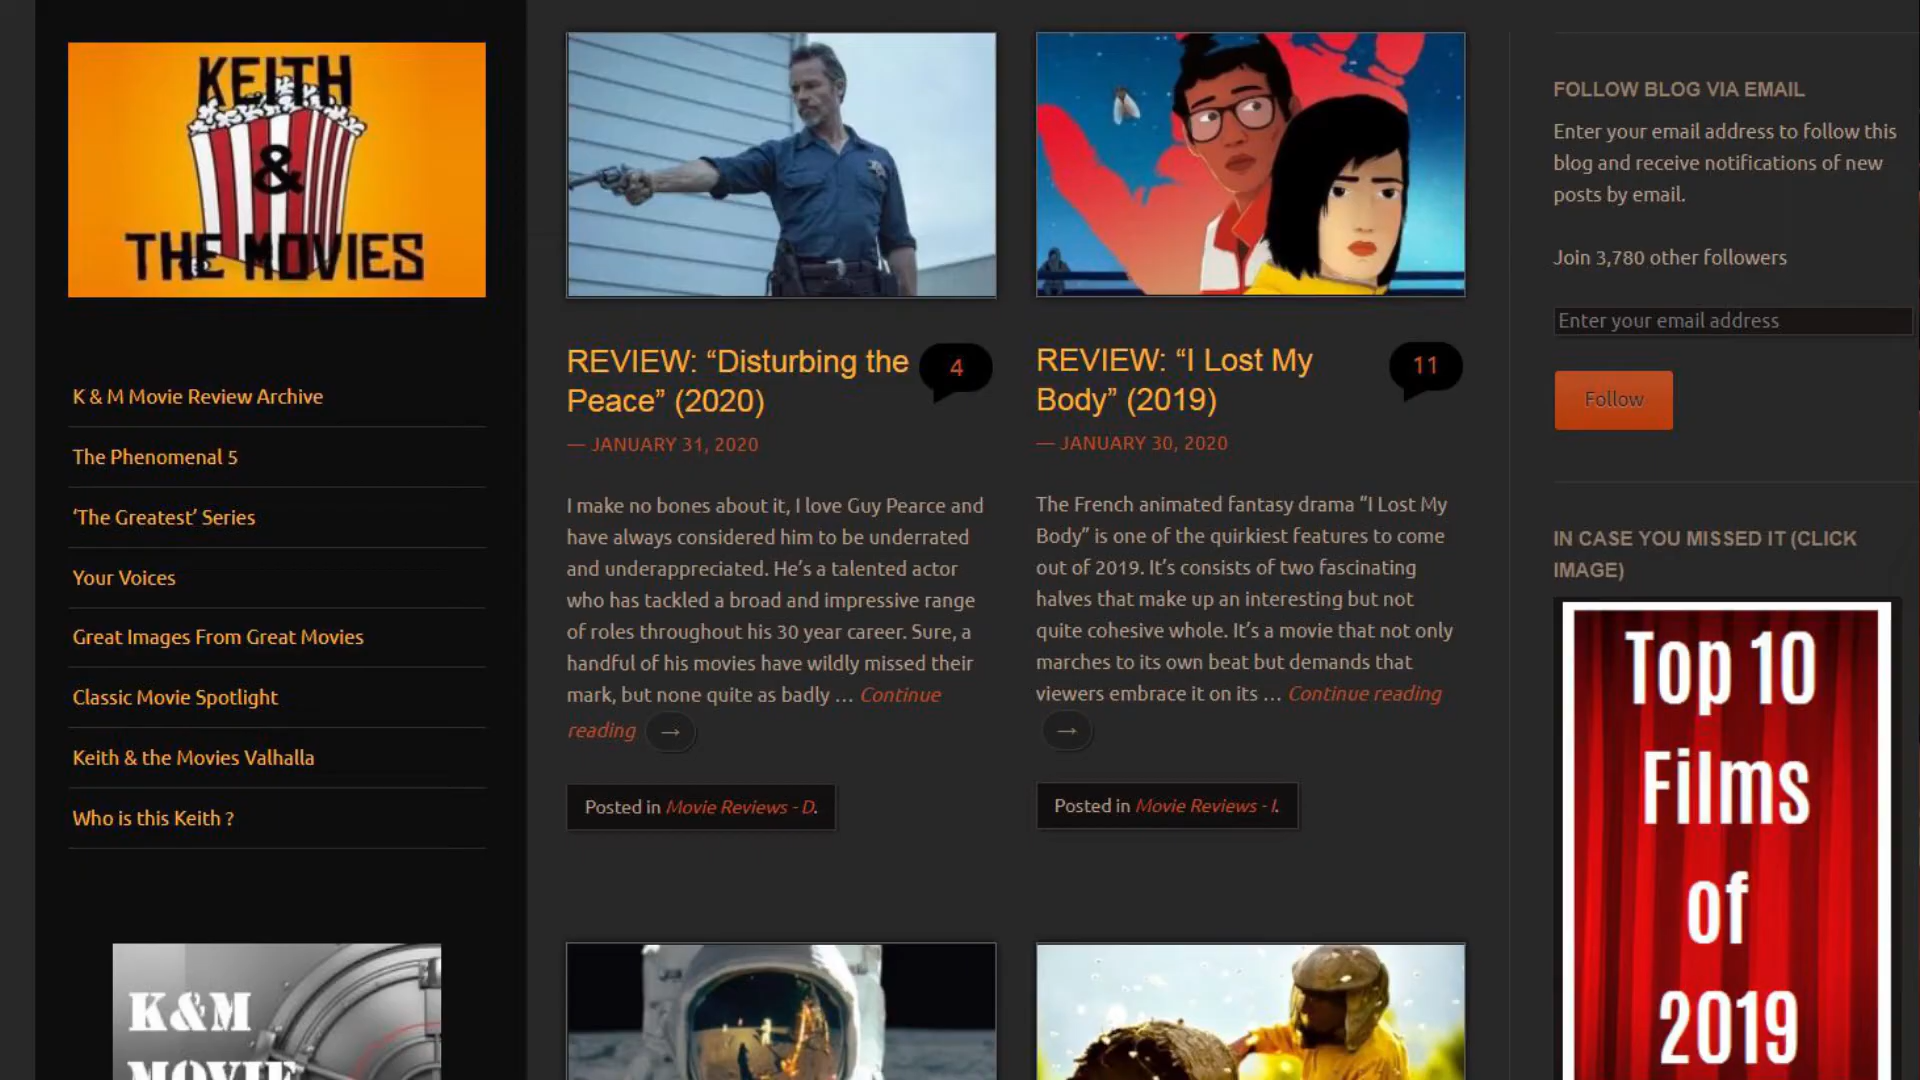 KEITH
&
THE MOVIES
K & M Movie Review Archive
The Phenomenal 5
‘The Greatest’ Series
Your Voices
Great Images From Great Movies
Classic Movie Spotlight
Keith & the Movies Valhalla
Who is this Keith ?
K&M
MOVIE
REVIEW: “Disturbing the
Peace” (2020)
4
— JANUARY 31, 2020
I make no bones about it, I love Guy Pearce and
have always considered him to be underrated
and underappreciated. He’s a talented actor
who has tackled a broad and impressive range
of roles throughout his 30 year career. Sure, a
handful of his movies have wildly missed their
mark, but none quite as badly … Continue
reading →
Posted in Movie Reviews - D.
REVIEW: “I Lost My
Body” (2019)
11
— JANUARY 30, 2020
The French animated fantasy drama “I Lost My
Body” is one of the quirkiest features to come
out of 2019. It’s consists of two fascinating
halves that make up an interesting but not
quite cohesive whole. It’s a movie that not only
marches to its own beat but demands that
viewers embrace it on its … Continue reading
→
Posted in Movie Reviews - I.
FOLLOW BLOG VIA EMAIL
Enter your email address to follow this
blog and receive notifications of new
posts by email.
Join 3,780 other followers
Enter your email address
Follow
IN CASE YOU MISSED IT (CLICK
IMAGE)
Top 10
Films
of
2019